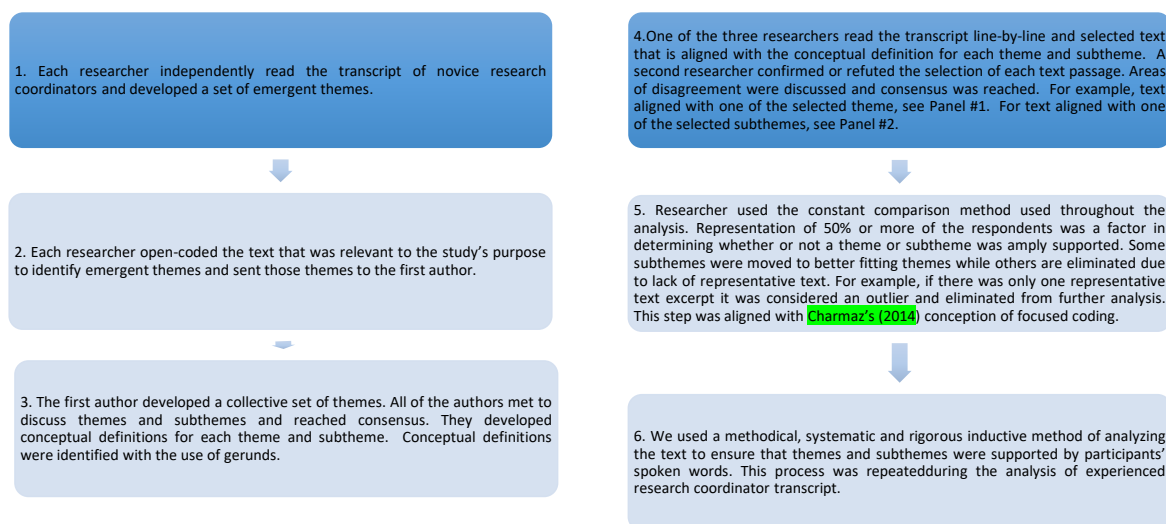 1. Each researcher independently read the transcript of novice research
coordinators and developed a set of emergent themes.
2. Each researcher open-coded the text that was relevant to the study’s purpose
to identify emergent themes and sent those themes to the first author.
3. The first author developed a collective set of themes. All of the authors met to
discuss themes and subthemes and reached consensus. They developed
conceptual definitions for each theme and subtheme. Conceptual definitions
were identified with the use of gerunds.
4.One of the three researchers read the transcript line-by-line and selected text
that is aligned with the conceptual definition for each theme and subtheme. A
second researcher confirmed or refuted the selection of each text passage. Areas
of disagreement were discussed and consensus was reached. For example, text
aligned with one of the selected theme, see Panel #1. For text aligned with one
of the selected subthemes, see Panel #2.
5. Researcher used the constant comparison method used throughout the
analysis. Representation of 50% or more of the respondents was a factor in
determining whether or not a theme or subtheme was amply supported. Some
subthemes were moved to better fitting themes while others are eliminated due
to lack of representative text. For example, if there was only one representative
text excerpt it was considered an outlier and eliminated from further analysis.
This step was aligned with Charmaz’s (2014) conception of focused coding.
6. We used a methodical, systematic and rigorous inductive method of analyzing
the text to ensure that themes and subthemes were supported by participants’
spoken words. This process was repeatedduring the analysis of experienced
research coordinator transcript.